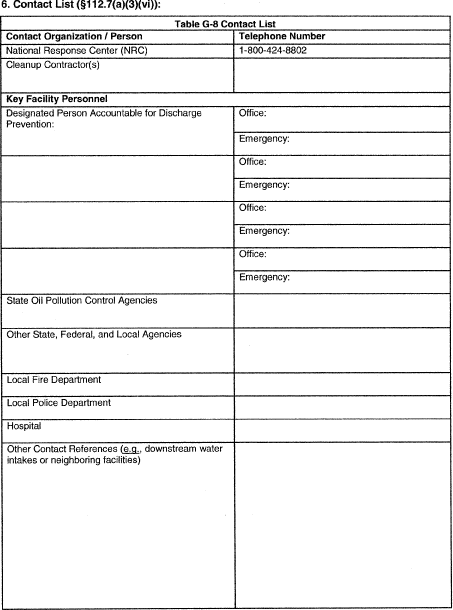 6. Contact List (§112.7(a)(3)(vi)):
Table G-8 Contact List
Contact Organization / Person Telephone Number
National Response Center (NRC) 1-800-424-8802
Cleanup Contractor(s)
Key Facility Personnel
Designated Person Accountable for Discharge
Prevention:
Office:
Emergency:
Office:
Emergency:
Office:
Emergency:
Office:
Emergency:
State Oil Pollution Control Agencies
Other State, Federal, and Local Agencies
Local Fire Department
Local Police Department
Hospital
Other Contact References (e.g., downstream water
intakes or neighboring facilities)